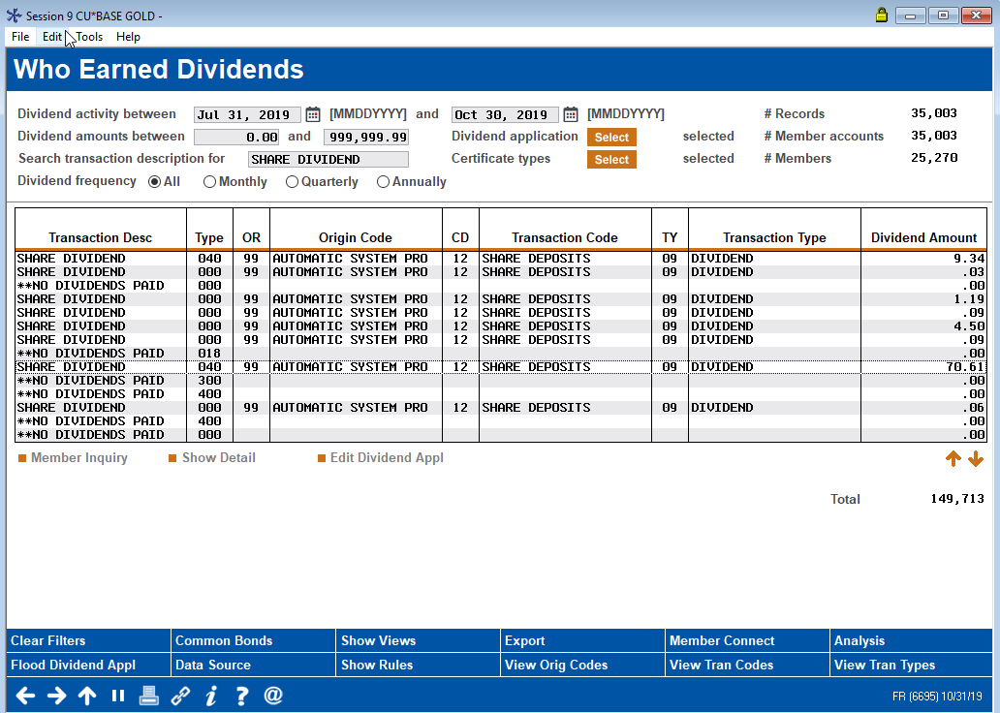 Session 9 CU*BASE GOLD -
File Edit Tools Help
Who Earned Dividends
Dividend activity between Jul 31, 2019 [MMDDYYYY] and Oct 30, 2019 [MMDDYYYY] # Records 35,003
Dividend amounts between 0.00 and 999,999.99 Dividend application Select selected # Member accounts 35,003
Search transaction description for SHARE DIVIDEND Certificate types Select selected # Members 25,270
Dividend frequency All Monthly Quarterly Annually
Transaction Desc Type OR Origin Code CD Transaction Code TY Transaction Type Dividend Amount
SHARE DIVIDEND 040 99 AUTOMATIC SYSTEM PRO 12 SHARE DEPOSITS 09 DIVIDEND 9.34
SHARE DIVIDEND 000 99 AUTOMATIC SYSTEM PRO 12 SHARE DEPOSITS 09 DIVIDEND .03
**NO DIVIDENDS PAID 000 .00
SHARE DIVIDEND 000 99 AUTOMATIC SYSTEM PRO 12 SHARE DEPOSITS 09 DIVIDEND 1.19
SHARE DIVIDEND 000 99 AUTOMATIC SYSTEM PRO 12 SHARE DEPOSITS 09 DIVIDEND .09
SHARE DIVIDEND 000 99 AUTOMATIC SYSTEM PRO 12 SHARE DEPOSITS 09 DIVIDEND 4.50
SHARE DIVIDEND 000 99 AUTOMATIC SYSTEM PRO 12 SHARE DEPOSITS 09 DIVIDEND .09
**NO DIVIDENDS PAID 018 .00
SHARE DIVIDEND 040 99 AUTOMATIC SYSTEM PRO 12 SHARE DEPOSITS 09 DIVIDEND 70.61
**NO DIVIDENDS PAID 300 .00
**NO DIVIDENDS PAID 400 .00
SHARE DIVIDEND 000 99 AUTOMATIC SYSTEM PRO 12 SHARE DEPOSITS 09 DIVIDEND .06
**NO DIVIDENDS PAID 400 .00
**NO DIVIDENDS PAID 000 .00
Member Inquiry Show Detail Edit Dividend Appl
Total 149,713
Clear Filters Common Bonds Show Views Export Member Connect Analysis
Flood Dividend Appl Data Source Show Rules View Orig Codes View Tran Codes View Tran Types
FR (6695) 10/31/19